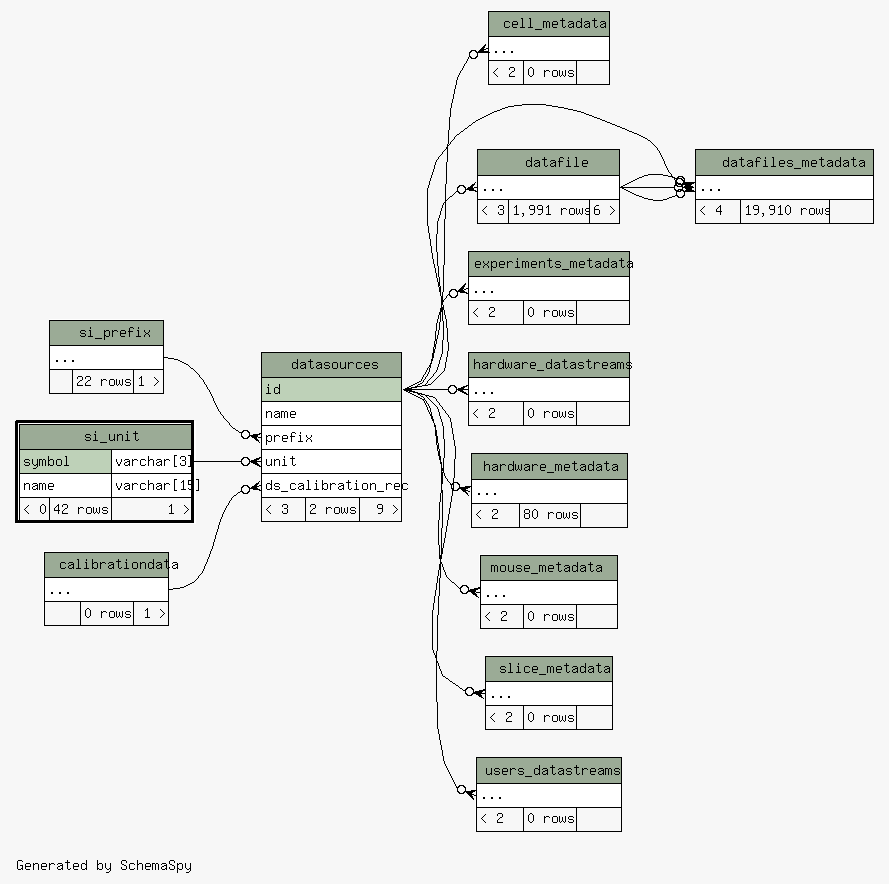 cell_metadata
...
< 2 0 rows
datafile
...
< 3 1,991 rows 6 >
datafiles_metadata
...
< 4 19,910 rows
experiments_metadata
...
< 2 0 rows
si_prefix
...
22 rows 1 >
datasources
id
name
prefix
unit
ds_calibration_rec
< 3 2 rows 9 >
hardware_datastreams
...
< 2 0 rows
si_unit
symbol varchar[3]
name varchar[15]
< 0 42 rows 1 >
hardware_metadata
...
< 2 80 rows
calibrationdata
...
0 rows 1 >
mouse_metadata
...
< 2 0 rows
slice_metadata
...
< 2 0 rows
users_datastreams
...
< 2 0 rows
Generated by SchemaSpy